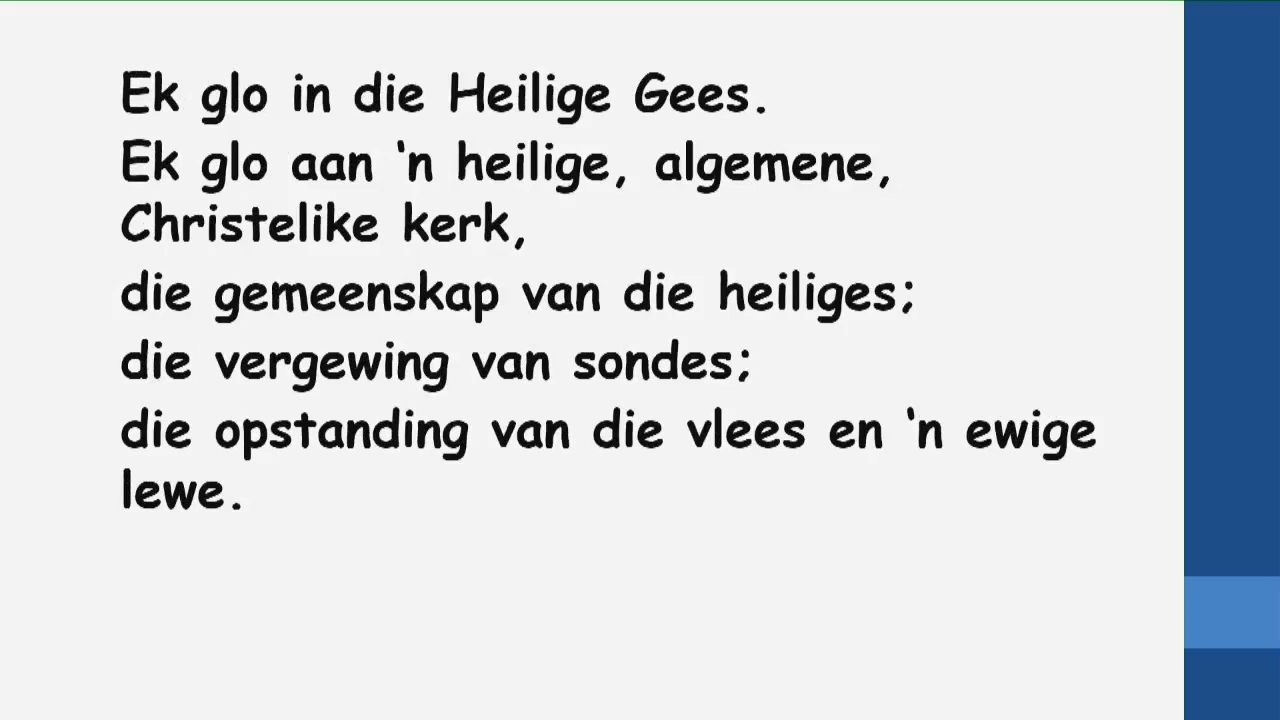 Ek glo in die Heilige Gees.
Ek glo aan ‘n heilige, algemene,
Christelike kerk,
die gemeenskap van die heiliges;
die vergewing van sondes;
die opstanding van die vlees en ‘n ewige
lewe.